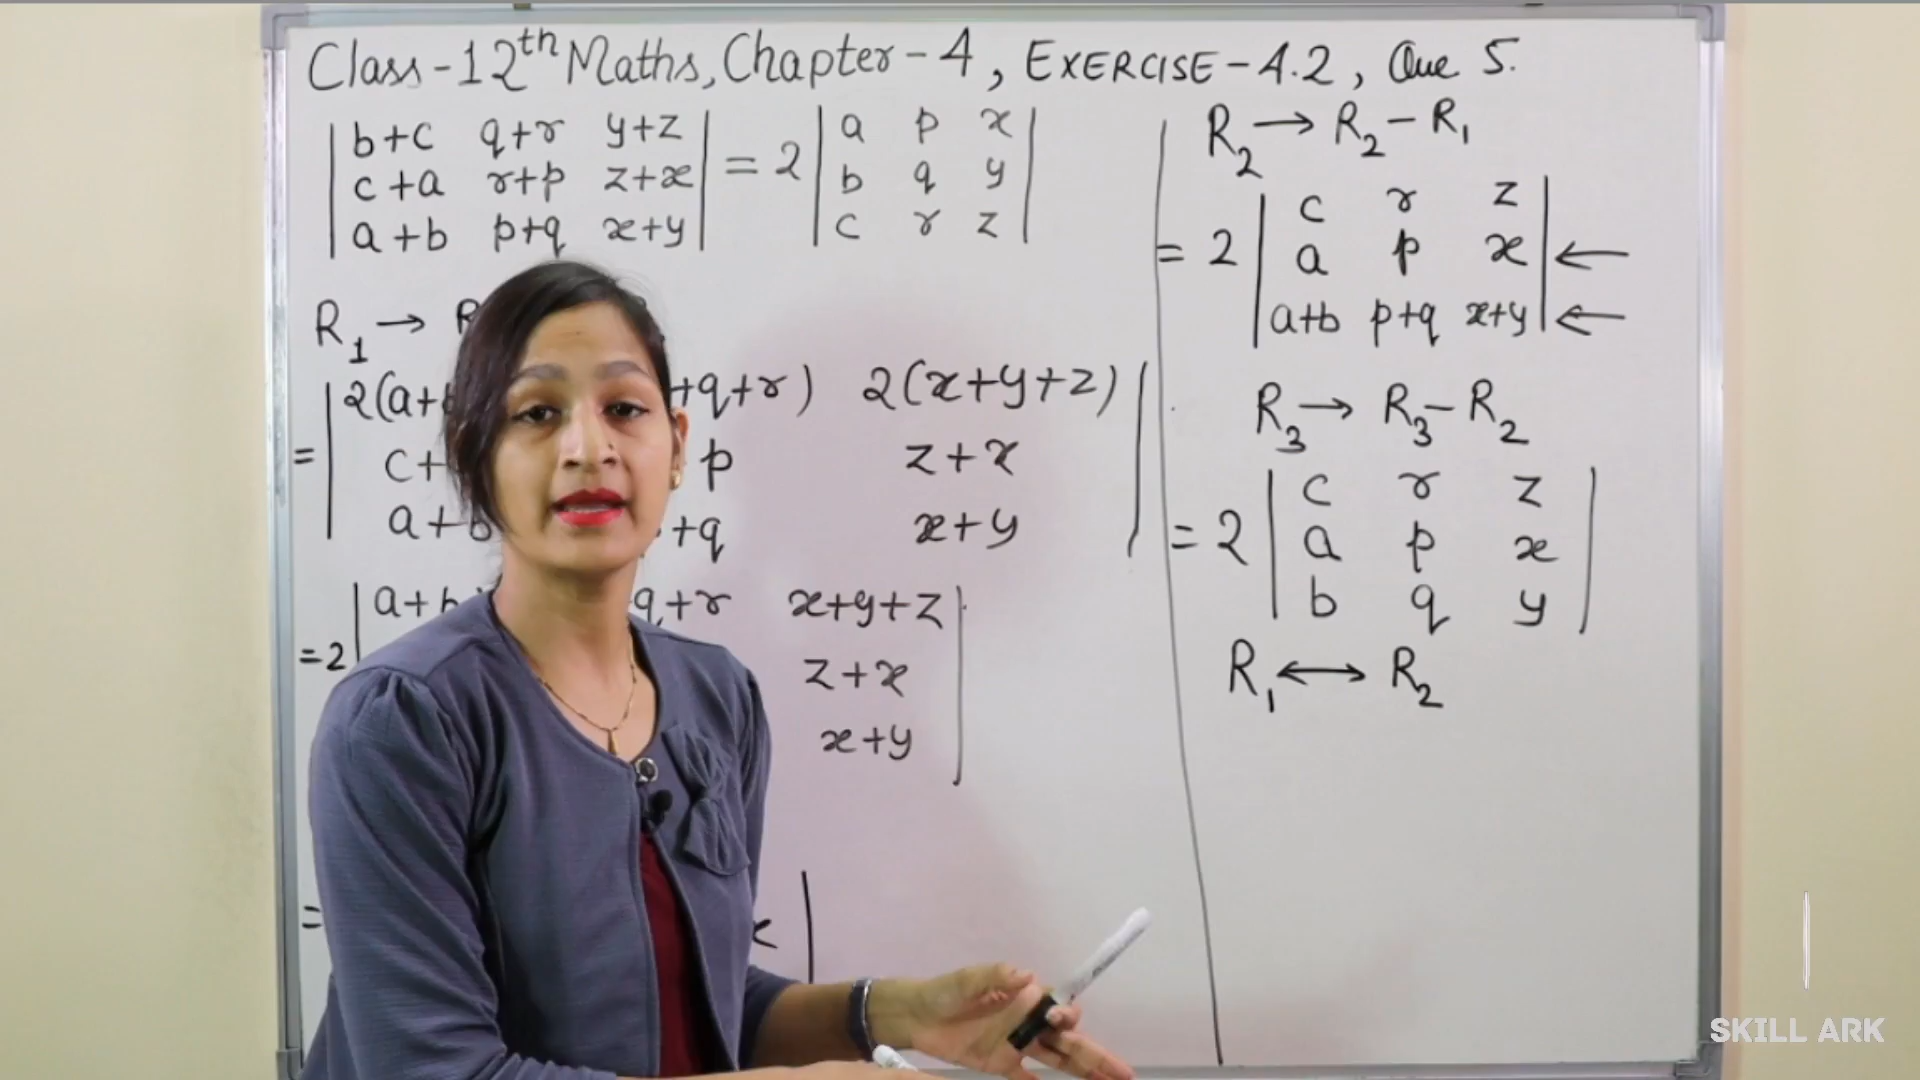 Class-12th Maths, Chapter-4, EXERCISE-4.2, Que 5.
| b+c q+r y+z |
| c+a r+p z+x | = 2
| a+b p+q x+y |
| a p x |
| b q y |
| c r z |
R1 →
= | 2(a+ +q+r) 2(x+y+z) |
c+ p z+x
a+b +q x+y
=2 | a+b q+r x+y+z |
z+x
x+y
=
R2 → R2-R1
| c r z |
= 2 | a p x | ←
| a+b p+q x+y | ←
R3 → R3-R2
| c r z |
= 2 | a p x |
| b q y |
R1 ↔ R2
SKILL ARK